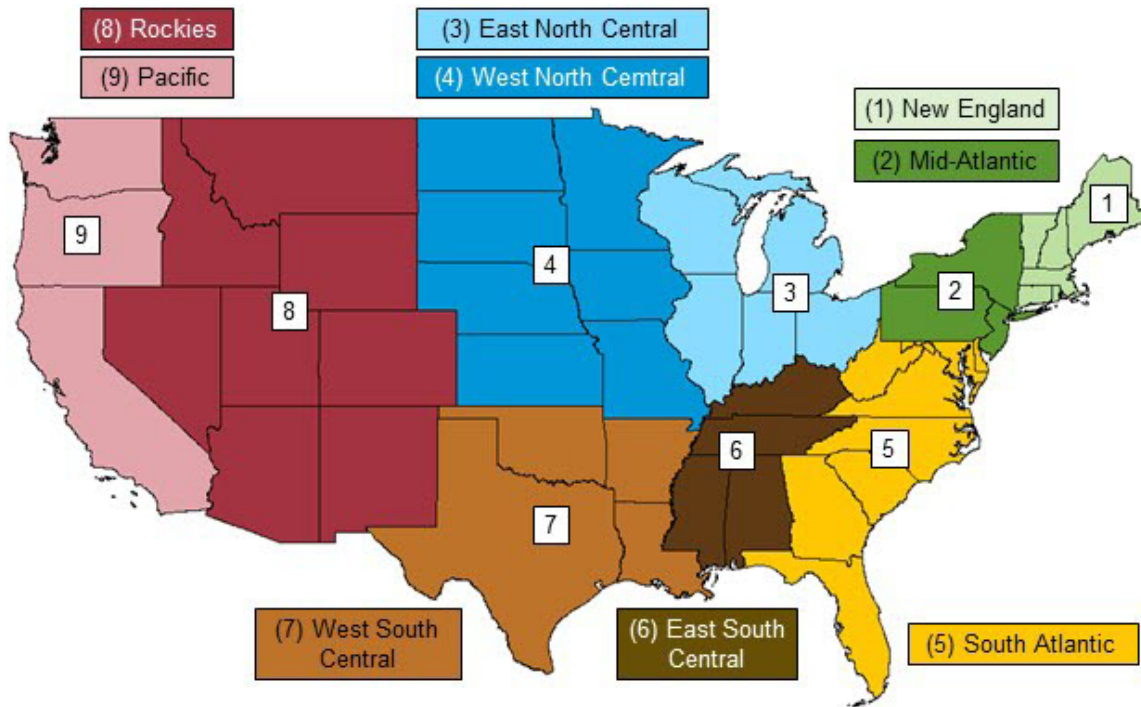 (8) Rockies
(9) Pacific
(3) East North Central
(4) West North Cemtral
(1) New England
(2) Mid-Atlantic
1
9
4
2
3
8
6
5
7
(7) West South
Central
(6) East South
Central
(5) South Atlantic